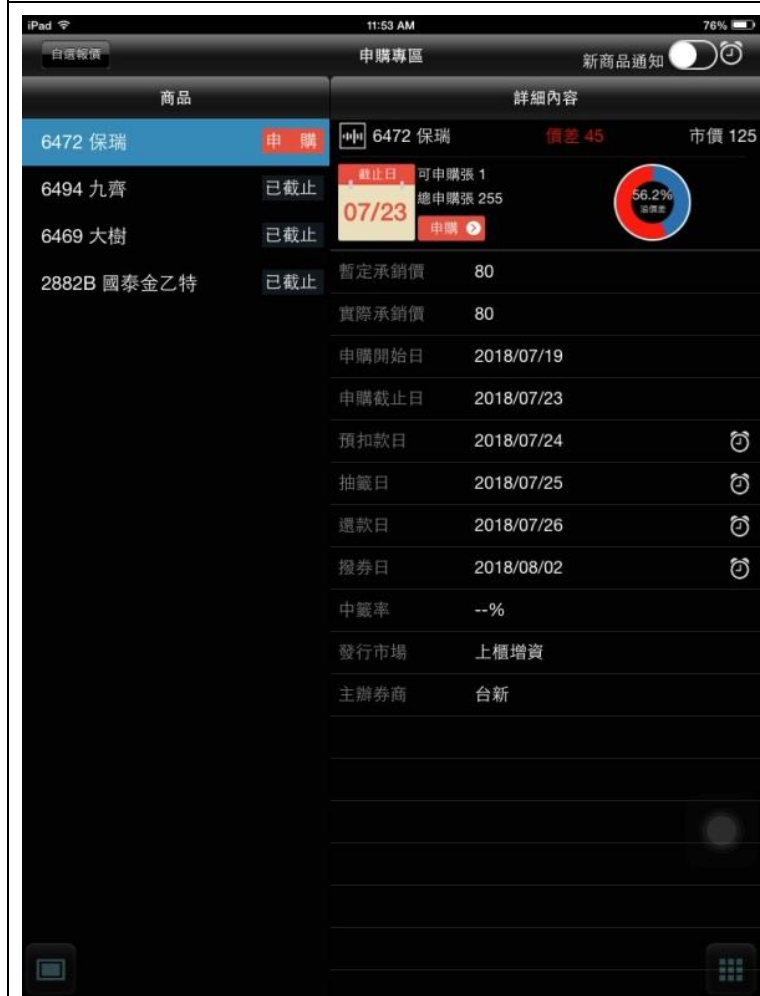 iPad 11:53 AM 76%
自選報價 申購專區 新商品通知
商品 詳細內容
6472 保瑞 申 購
6494 九齊 已截止
6469 大樹 已截止
2882B 國泰金乙特 已截止
6472 保瑞 價差 45 市價 125
截止日 可申購張 1
07/23 總申購張 255
申購
56.2%
溢價差
暫定承銷價 80
實際承銷價 80
申購開始日 2018/07/19
申購截止日 2018/07/23
預扣款日 2018/07/24
抽籤日 2018/07/25
還款日 2018/07/26
撥券日 2018/08/02
中籤率 --%
發行市場 上櫃增資
主辦券商 台新